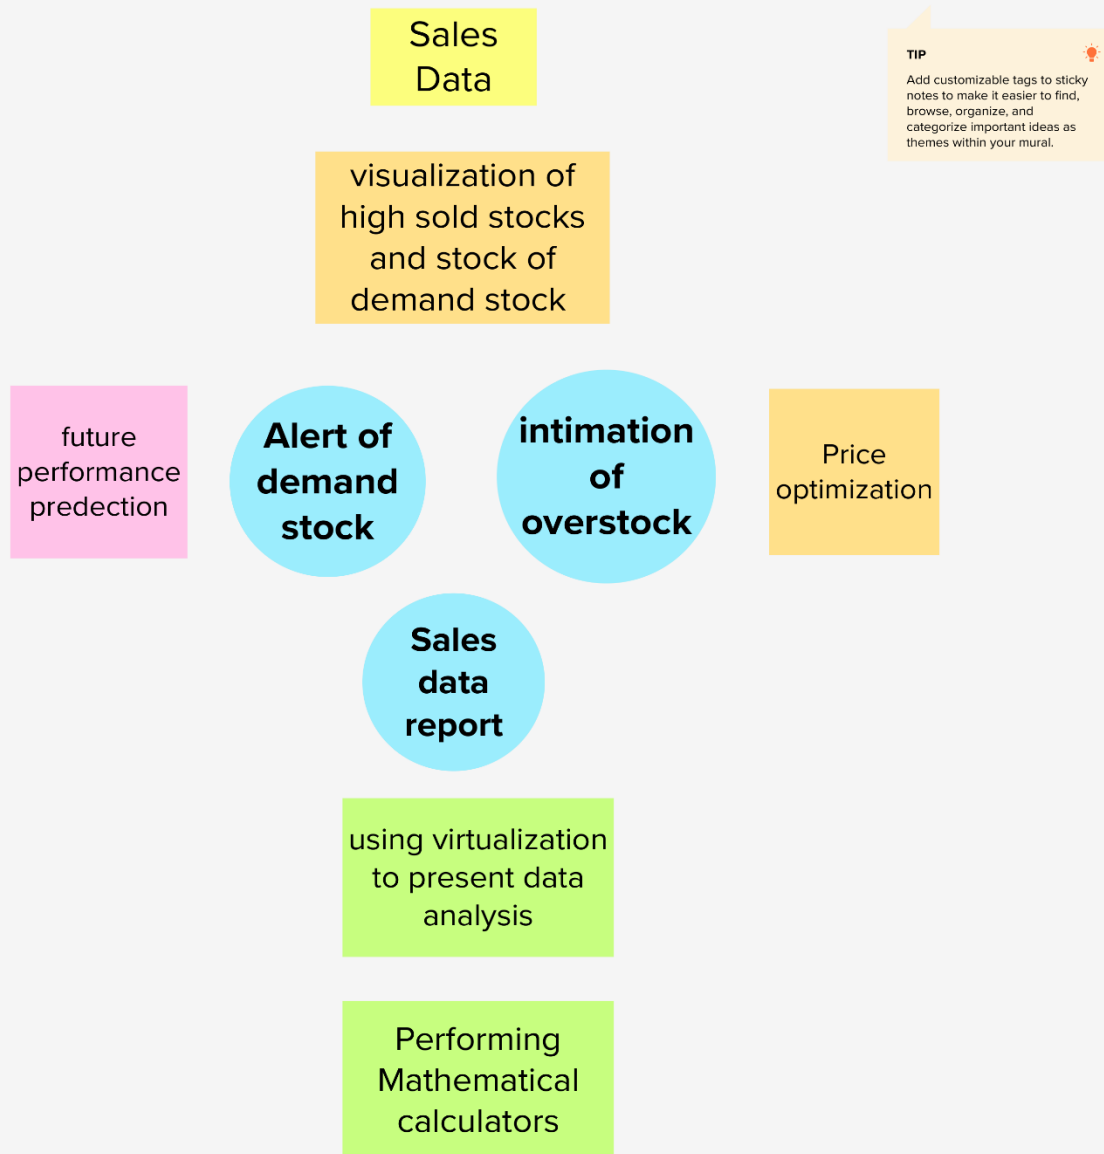 Sales
Data
TIP
Add customizable tags to sticky
notes to make it easier to find,
browse, organize, and
categorize important ideas as
themes within your mural.
visualization of
high sold stocks
and stock of
demand stock
future
performance
predection
Alert of
demand
stock
intimation
of
overstock
Price
optimization
Sales
data
report
using virtualization
to present data
analysis
Performing
Mathematical
calculators